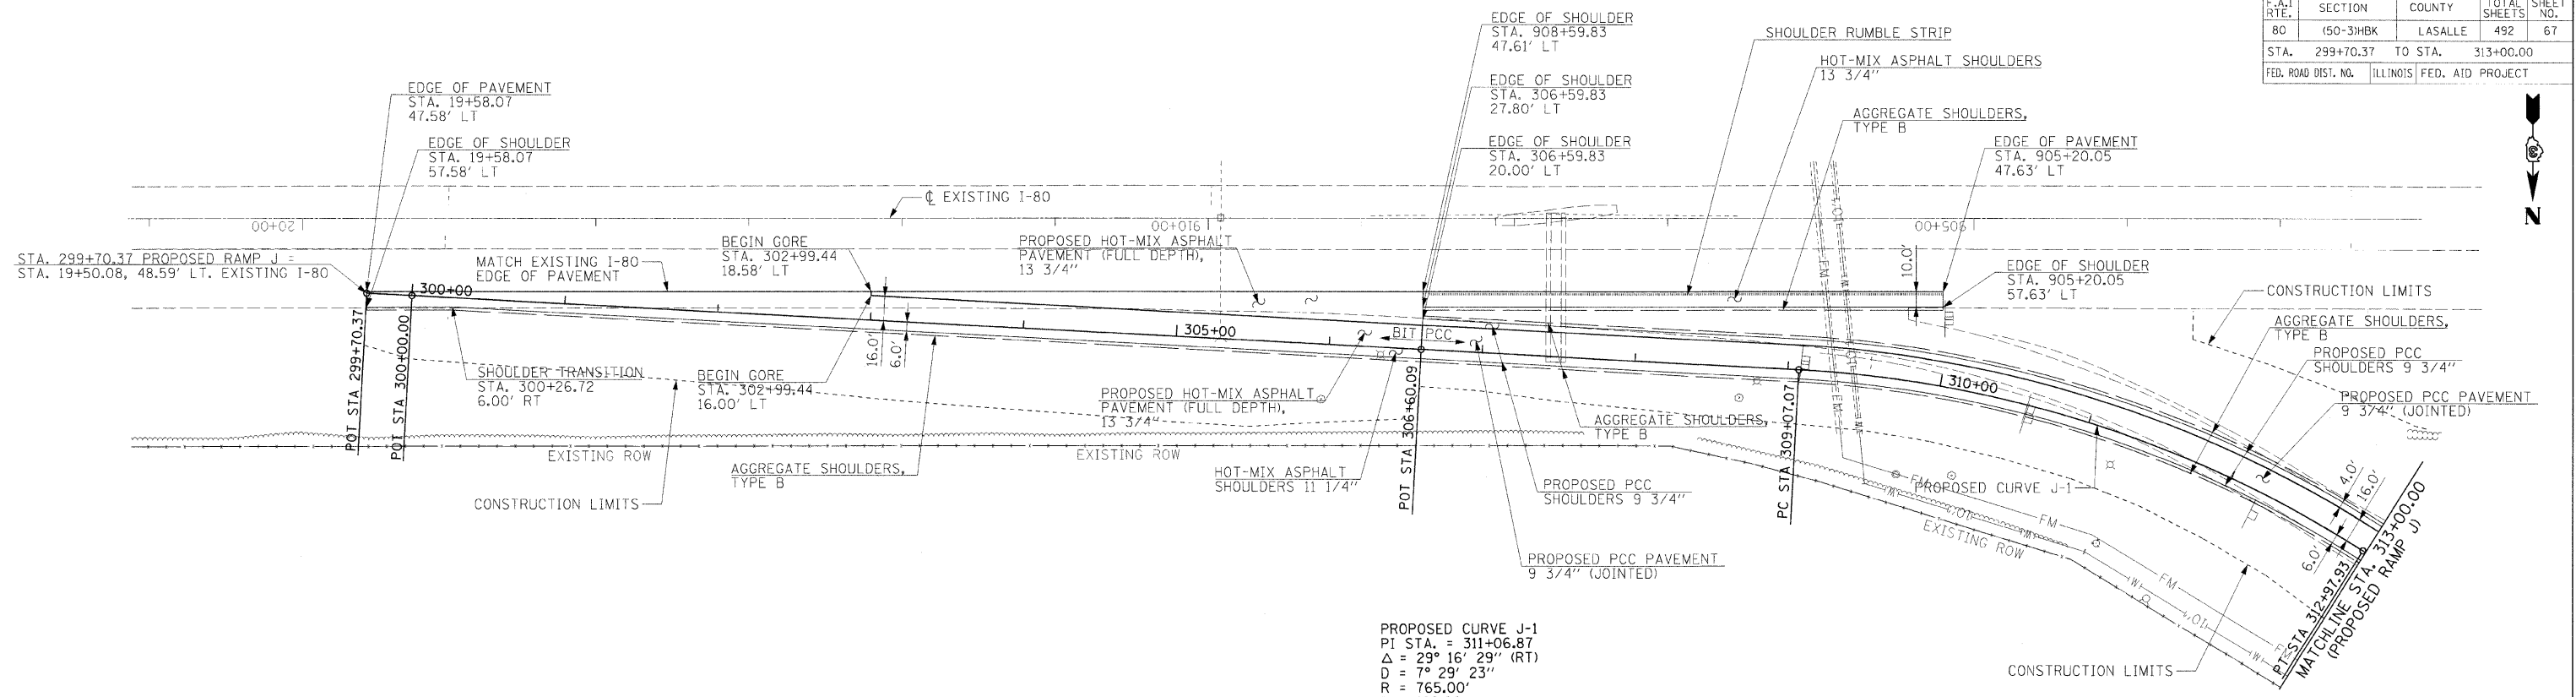 F.A.I. RTE.
SECTION
COUNTY
TOTAL SHEETS
SHEET NO.
80
(50-3)HBK
LASALLE
492
67
STA. 299+70.37 TO STA. 313+00.00
FED. ROAD DIST. NO.
ILLINOIS
FED. AID PROJECT
N
EDGE OF SHOULDER
STA. 908+59.83
47.61' LT
SHOULDER RUMBLE STRIP
HOT-MIX ASPHALT SHOULDERS
13 3/4"
EDGE OF PAVEMENT
STA. 19+58.07
47.58' LT
EDGE OF SHOULDER
STA. 306+59.83
27.80' LT
AGGREGATE SHOULDERS,
TYPE B
EDGE OF SHOULDER
STA. 19+58.07
57.58' LT
EDGE OF SHOULDER
STA. 306+59.83
20.00' LT
EDGE OF PAVEMENT
STA. 905+20.05
47.63' LT
℄ EXISTING I-80
20+00
910+00
905+00
STA. 299+70.37 PROPOSED RAMP J =
STA. 19+50.08, 48.59' LT. EXISTING I-80
MATCH EXISTING I-80
EDGE OF PAVEMENT
BEGIN GORE
STA. 302+99.44
18.58' LT
PROPOSED HOT-MIX ASPHALT
PAVEMENT (FULL DEPTH),
13 3/4"
10.0'
EDGE OF SHOULDER
STA. 905+20.05
57.63' LT
CONSTRUCTION LIMITS
300+00
305+00
BIT
PCC
310+00
16.0'
6.0'
AGGREGATE SHOULDERS,
TYPE B
PROPOSED PCC
SHOULDERS 9 3/4"
PROPOSED PCC PAVEMENT
9 3/4" (JOINTED)
POT STA 299+70.37
POT STA 300+00.00
SHOULDER TRANSITION
STA. 300+26.72
6.00' RT
BEGIN GORE
STA. 302+99.44
16.00' LT
PROPOSED HOT-MIX ASPHALT
PAVEMENT (FULL DEPTH),
13 3/4"
POT STA 306+60.09
AGGREGATE SHOULDERS,
TYPE B
PC STA 309+07.07
FM
FM
EXISTING ROW
EXISTING ROW
AGGREGATE SHOULDERS,
TYPE B
HOT-MIX ASPHALT
SHOULDERS 11 1/4"
PROPOSED PCC
SHOULDERS 9 3/4"
FM
PROPOSED CURVE J-1
4.0'
16.0'
6.0'
CONSTRUCTION LIMITS
FM
EXISTING ROW
PROPOSED PCC PAVEMENT
9 3/4" (JOINTED)
FM
FM
PT STA 312+97.93
MATCHLINE STA. 313+00.00
(PROPOSED RAMP J)
PROPOSED CURVE J-1
PI STA. = 311+06.87
Δ = 29° 16' 29" (RT)
D = 7° 29' 23"
R = 765.00'
CONSTRUCTION LIMITS